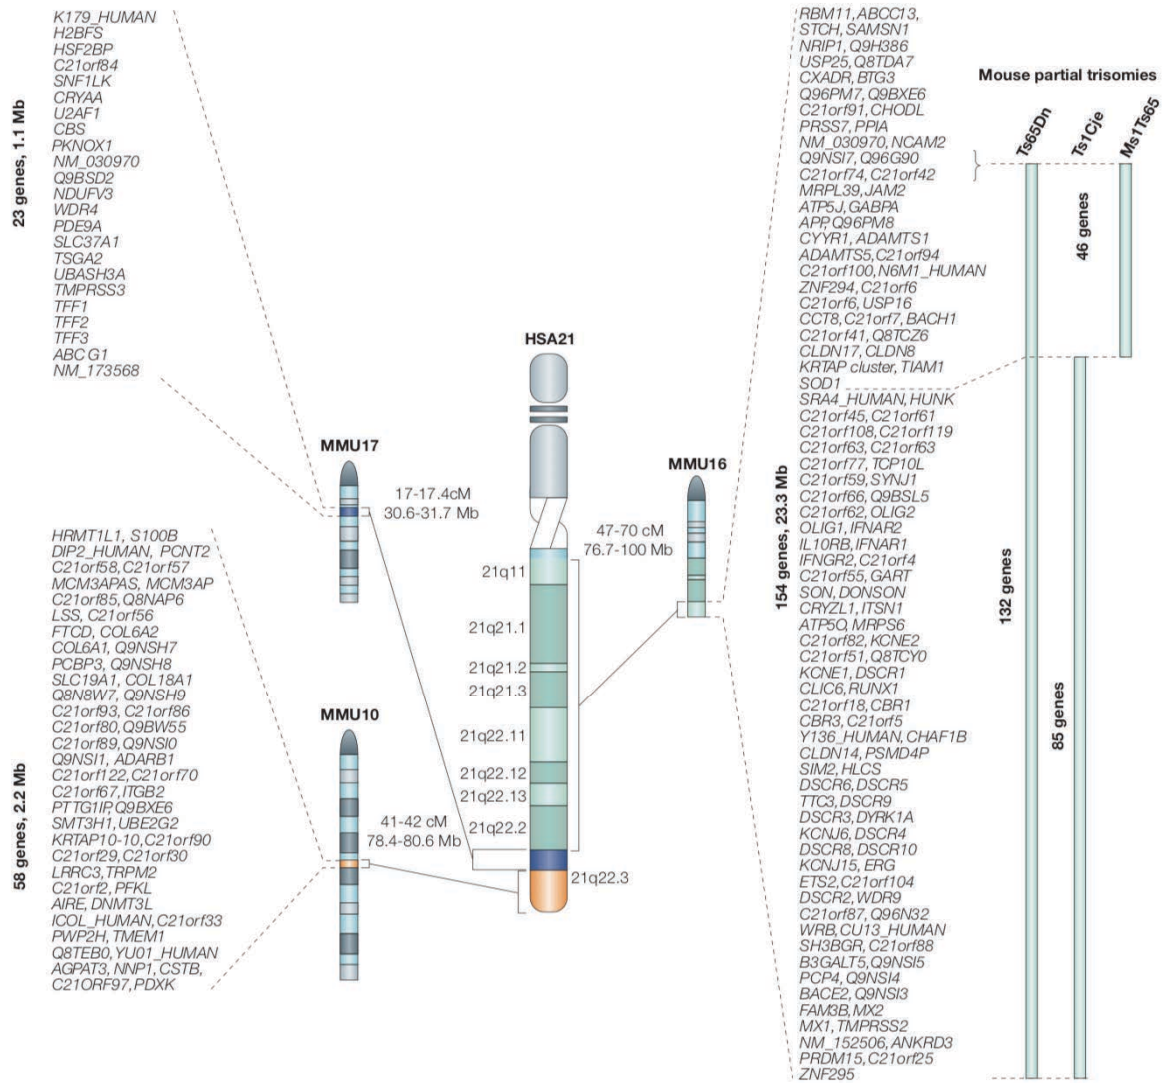 K179_HUMAN
H2BFS
HSF2BP
C21orf84
SNF1LK
CRYAA
U2AF1
CBS
PKNOX1
NM_030970
Q9BSD2
NDUFV3
WDR4
PDE9A
SLC37A1
TSGA2
UBASH3A
TMPRSS3
TFF1
TFF2
TFF3
ABC G1
NM_173568
23 genes, 1.1 Mb
HRMT1L1, S100B
DIP2_HUMAN, PCNT2
C21orf58, C21orf57
MCM3APAS, MCM3AP
C21orf85, Q8NAP6
LSS, C21orf56
FTCD, COL6A2
COL6A1, Q9NSH7
PCBP3, Q9NSH8
SLC19A1, COL18A1
Q8N8W7, Q9NSH9
C21orf93, C21orf86
C21orf80, Q9BW55
C21orf89, Q9NSI0
Q9NSI1, ADARB1
C21orf122, C21orf70
C21orf67, ITGB2
PTTG1IP, Q9BXE6
SMT3H1, UBE2G2
KRTAP10-10, C21orf90
C21orf29, C21orf30
LRRC3, TRPM2
C21orf2, PFKL
AIRE, DNMT3L
ICOL_HUMAN, C21orf33
PWP2H, TMEM1
Q8TEB0, YU01_HUMAN
AGPAT3, NNP1, CSTB,
C21ORF97, PDXK
58 genes, 2.2 Mb
MMU17
17-17.4cM
30.6-31.7 Mb
MMU10
41-42 cM
78.4-80.6 Mb
HSA21
21q11
21q21.1
21q21.2
21q21.3
21q22.11
21q22.12
21q22.13
21q22.2
21q22.3
MMU16
47-70 cM
76.7-100 Mb
154 genes, 23.3 Mb
RBM11, ABCC13,
STCH, SAMSN1
NRIP1, Q9H386
USP25, Q8TDA7
CXADR, BTG3
Q96PM7, Q9BXE6
C21orf91, CHODL
PRSS7, PPIA
NM_030970, NCAM2
Q9NSI7, Q96G90
C21orf74, C21orf42
MRPL39, JAM2
ATP5J, GABPA
APP, Q96PM8
CYYR1, ADAMTS1
ADAMTS5, C21orf94
C21orf100, N6M1_HUMAN
ZNF294, C21orf6
C21orf6, USP16
CCT8, C21orf7, BACH1
C21orf41, Q8TCZ6
CLDN17, CLDN8
KRTAP cluster, TIAM1
SOD1
SRA4_HUMAN, HUNK
C21orf45, C21orf61
C21orf108, C21orf119
C21orf63, C21orf63
C21orf77, TCP10L
C21orf59, SYNJ1
C21orf66, Q9BSL5
C21orf62, OLIG2
OLIG1, IFNAR2
IL10RB, IFNAR1
IFNGR2, C21orf4
C21orf55, GART
SON, DONSON
CRYZL1, ITSN1
ATP5O, MRPS6
C21orf82, KCNE2
C21orf51, Q8TCY0
KCNE1, DSCR1
CLIC6, RUNX1
C21orf18, CBR1
CBR3, C21orf5
Y136_HUMAN, CHAF1B
CLDN14, PSMD4P
SIM2, HLCS
DSCR6, DSCR5
TTC3, DSCR9
DSCR3, DYRK1A
KCNJ6, DSCR4
DSCR8, DSCR10
KCNJ15, ERG
ETS2, C21orf104
DSCR2, WDR9
C21orf87, Q96N32
WRB, CU13_HUMAN
SH3BGR, C21orf88
B3GALT5, Q9NSI5
PCP4, Q9NSI4
BACE2, Q9NSI3
FAM3B, MX2
MX1, TMPRSS2
NM_152506, ANKRD3
PRDM15, C21orf25
ZNF295
Mouse partial trisomies
Ts65Dn
Ts1Cje
Ms1Ts65
46 genes
132 genes
85 genes